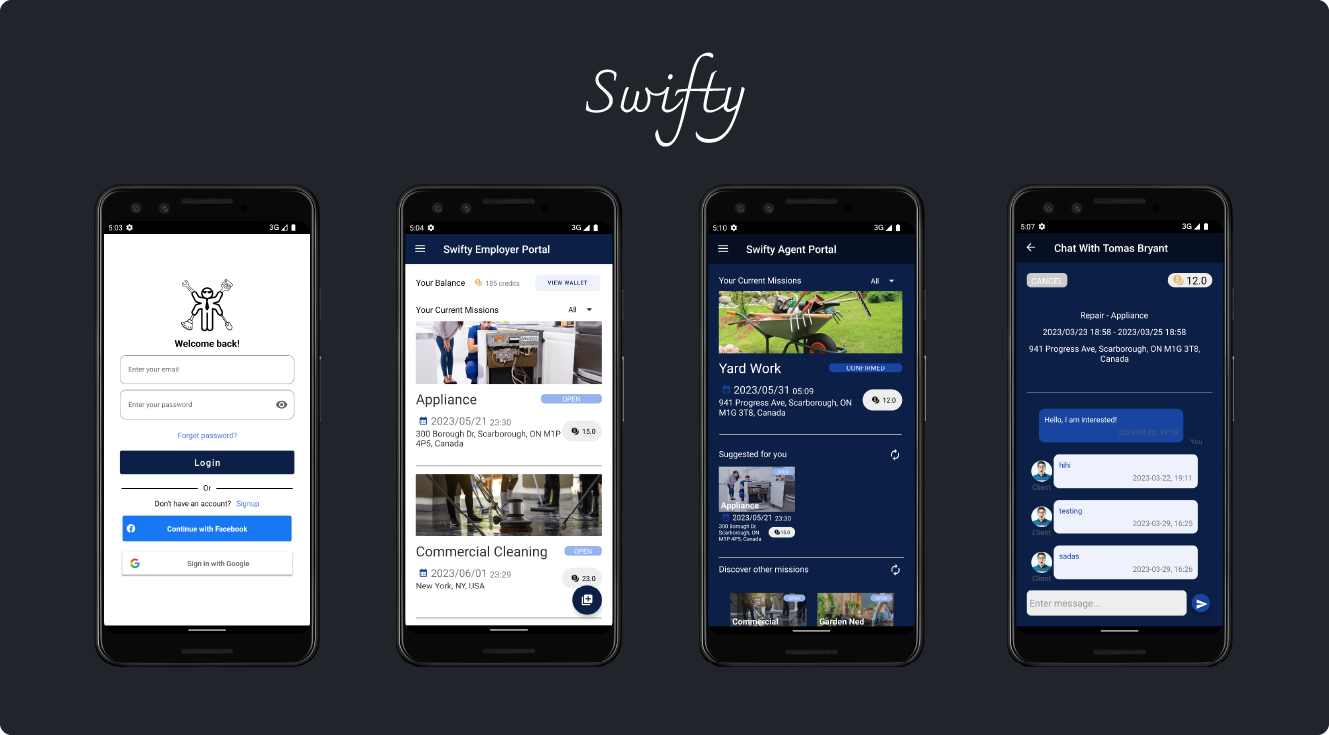 Swifty
5:03
3G
Welcome back!
Enter your email
Enter your password
Forgot password?
Login
Or
Don't have an account? Signup
Continue with Facebook
Sign in with Google
5:04
3G
Swifty Employer Portal
Your Balance 185 credits VIEW WALLET
Your Current Missions All
Appliance OPEN
2023/05/21 23:30
300 Borough Dr, Scarborough, ON M1P
4P5, Canada
15.0
Commercial Cleaning OPEN
2023/06/01 23:29
New York, NY, USA
23.0
5:10
3G
Swifty Agent Portal
Your Current Missions All
Yard Work CONFIRMED
2023/05/31 05:09
941 Progress Ave, Scarborough, ON
M1G 3T8, Canada
12.0
Suggested for you
OPEN
Appliance
2023/05/21 23:30
300 Borough Dr,
Scarborough, ON
M1P 4P5, Canada
15.0
Discover other missions
OPEN
Commercial
OPEN
Garden Ned
5:07
3G
Chat With Tomas Bryant
CANCEL 12.0
Repair - Appliance
2023/03/23 18:58 - 2023/03/25 18:58
941 Progress Ave, Scarborough, ON M1G 3T8,
Canada
Hello, I am interested!
You
hihi
2023-03-22, 19:11
Client
testing
2023-03-29, 16:25
Client
sadas
2023-03-29, 16:26
Client
Enter message...